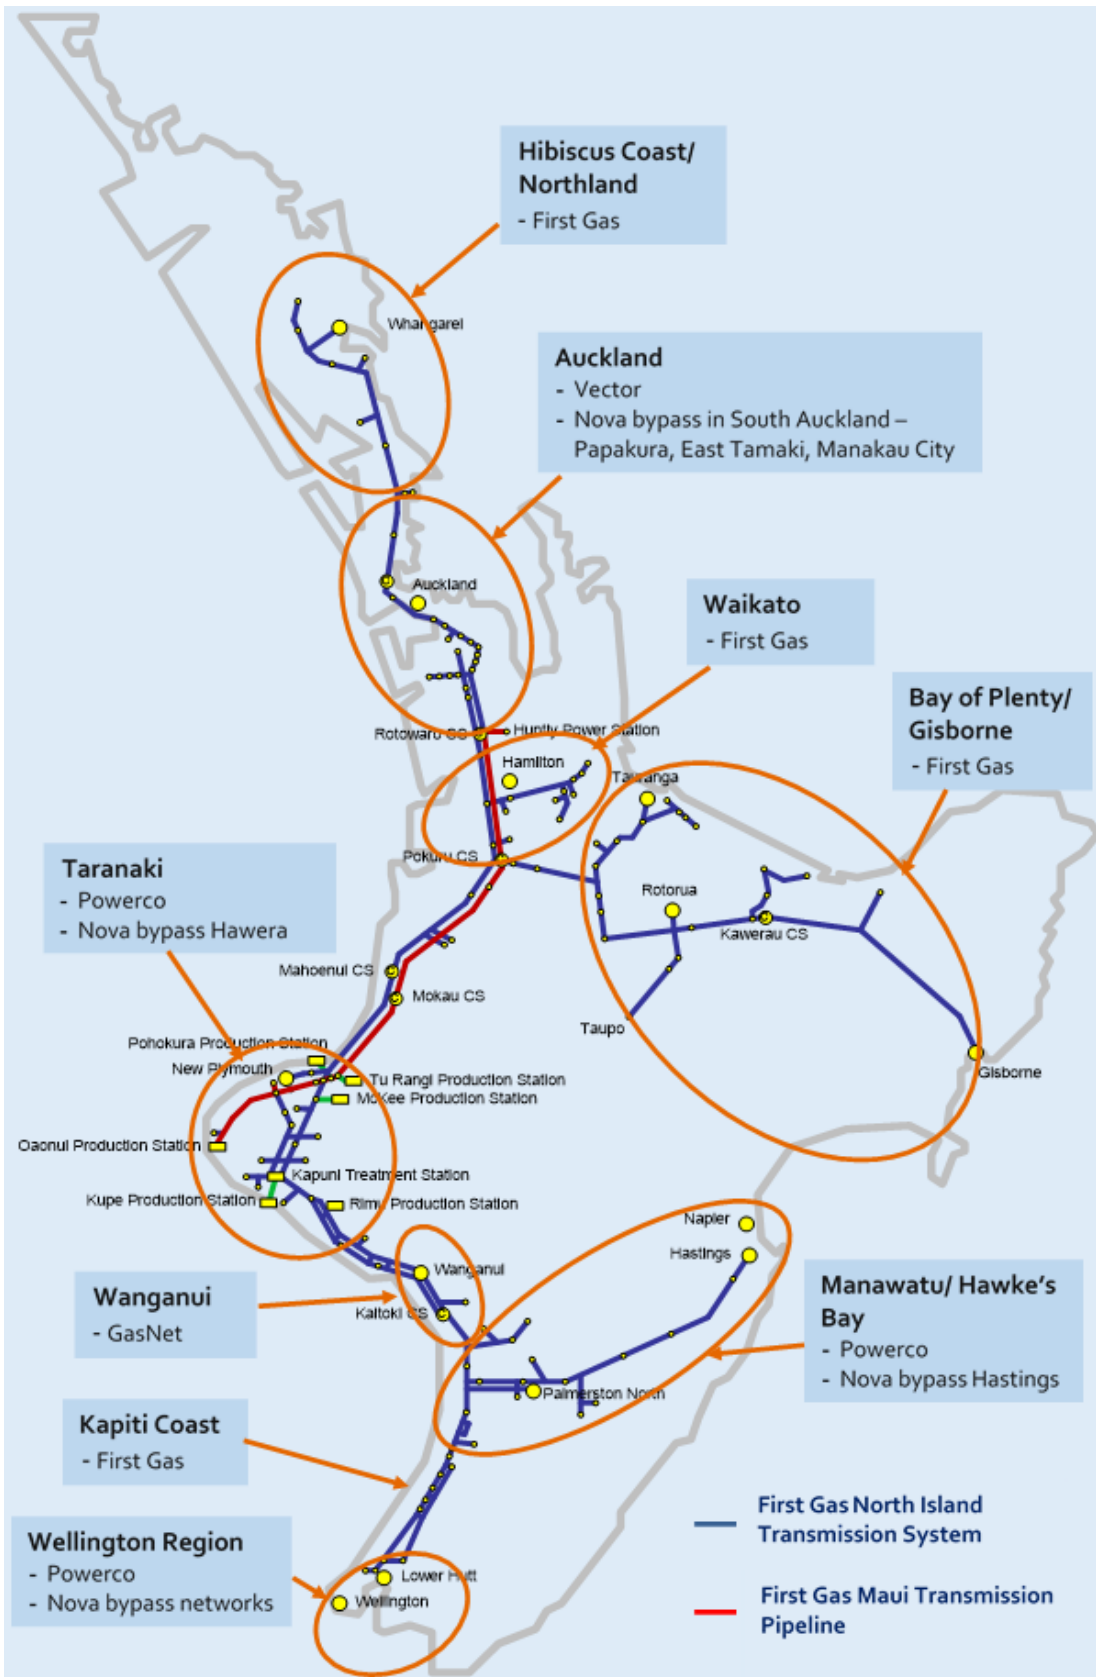 Hibiscus Coast/
Northland
- First Gas
Whangarei
Auckland
- Vector
- Nova bypass in South Auckland –
Papakura, East Tamaki, Manakau City
Auckland
Waikato
- First Gas
Rotowaru CS
Huntly Power Station
Hamilton
Tauranga
Bay of Plenty/
Gisborne
- First Gas
Pokuru CS
Taranaki
- Powerco
- Nova bypass Hawera
Rotorua
Kawerau CS
Mahoenui CS
Mokau CS
Taupo
Pohokura Production Station
New Plymouth
Tu Rangi Production Station
McKee Production Station
Gisborne
Oaonui Production Station
Kapuni Treatment Station
Kupe Production Station
Rimu Production Station
Napier
Hastings
Wanganui
- GasNet
Wanganui
Kaitoki CS
Manawatu/ Hawke's
Bay
- Powerco
- Nova bypass Hastings
Palmerston North
Kapiti Coast
- First Gas
Wellington Region
- Powerco
- Nova bypass networks
Lower Hutt
Wellington
First Gas North Island
Transmission System
First Gas Maui Transmission
Pipeline